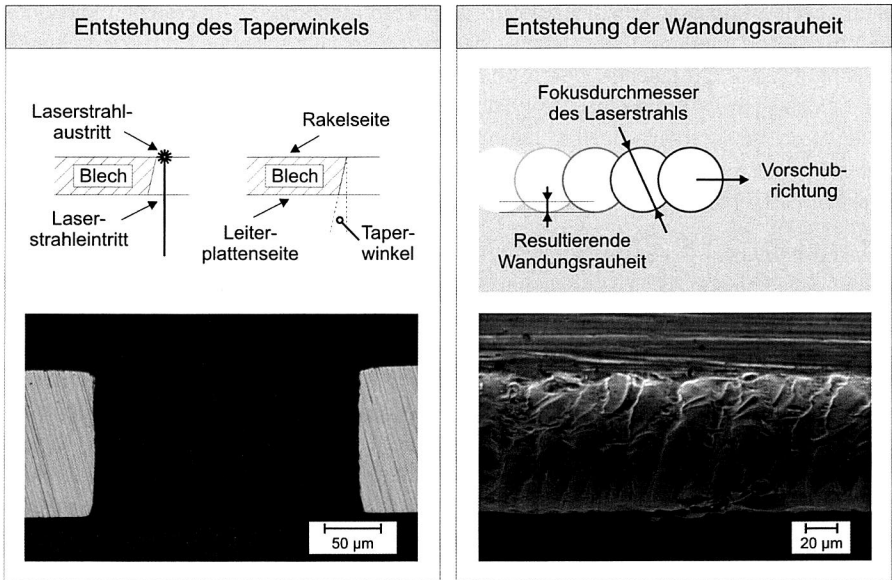 Entstehung des Taperwinkels
Laserstrahl-
austritt
Rakelseite
Blech
Blech
Laser-
strahleintritt
Leiter-
plattenseite
Taper-
winkel
50 µm
Entstehung der Wandungsrauheit
Fokusdurchmesser
des Laserstrahls
Vorschub-
richtung
Resultierende
Wandungsrauheit
20 µm